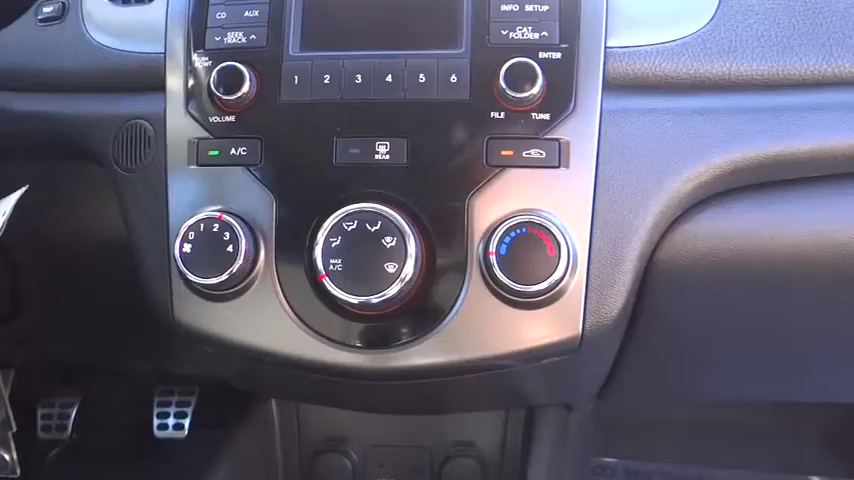 CD AUX
INFO SETUP
SEEK
TRACK
CAT
FOLDER
PUSH
ENTER
1 2 3 4 5 6
VOLUME
FILE TUNE
A/C
REAR
0 1 2 3 4
MAX
A/C